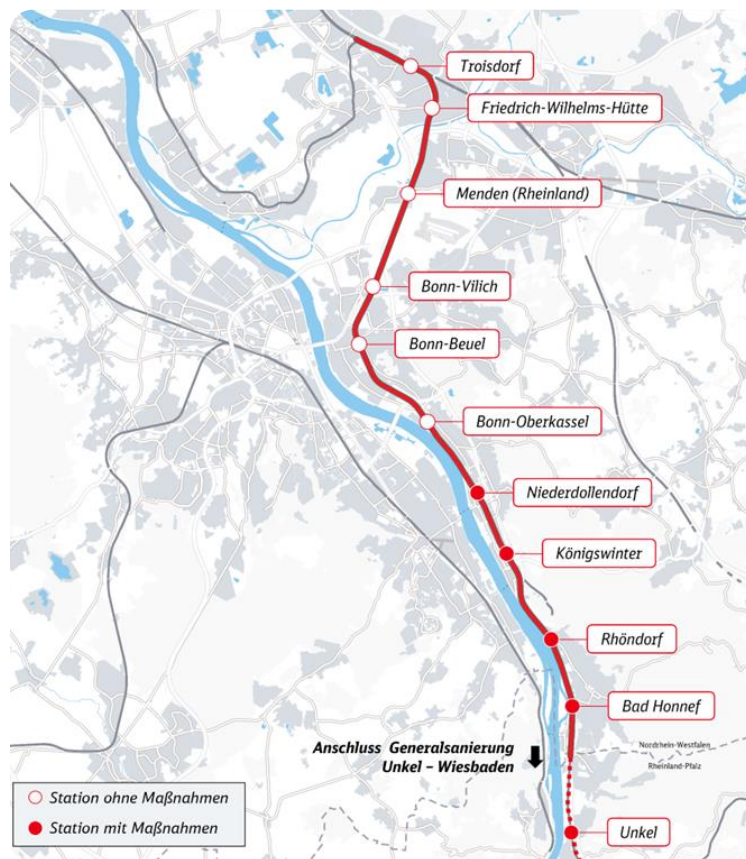 Troisdorf
Friedrich-Wilhelms-Hütte
Menden (Rheinland)
Bonn-Vilich
Bonn-Beuel
Bonn-Oberkassel
Niederdollendorf
Königswinter
Rhöndorf
Bad Honnef
Anschluss Generalsanierung
Unkel – Wiesbaden
Nordrhein-Westfalen
Rheinland-Pfalz
Station ohne Maßnahmen
Station mit Maßnahmen
Unkel